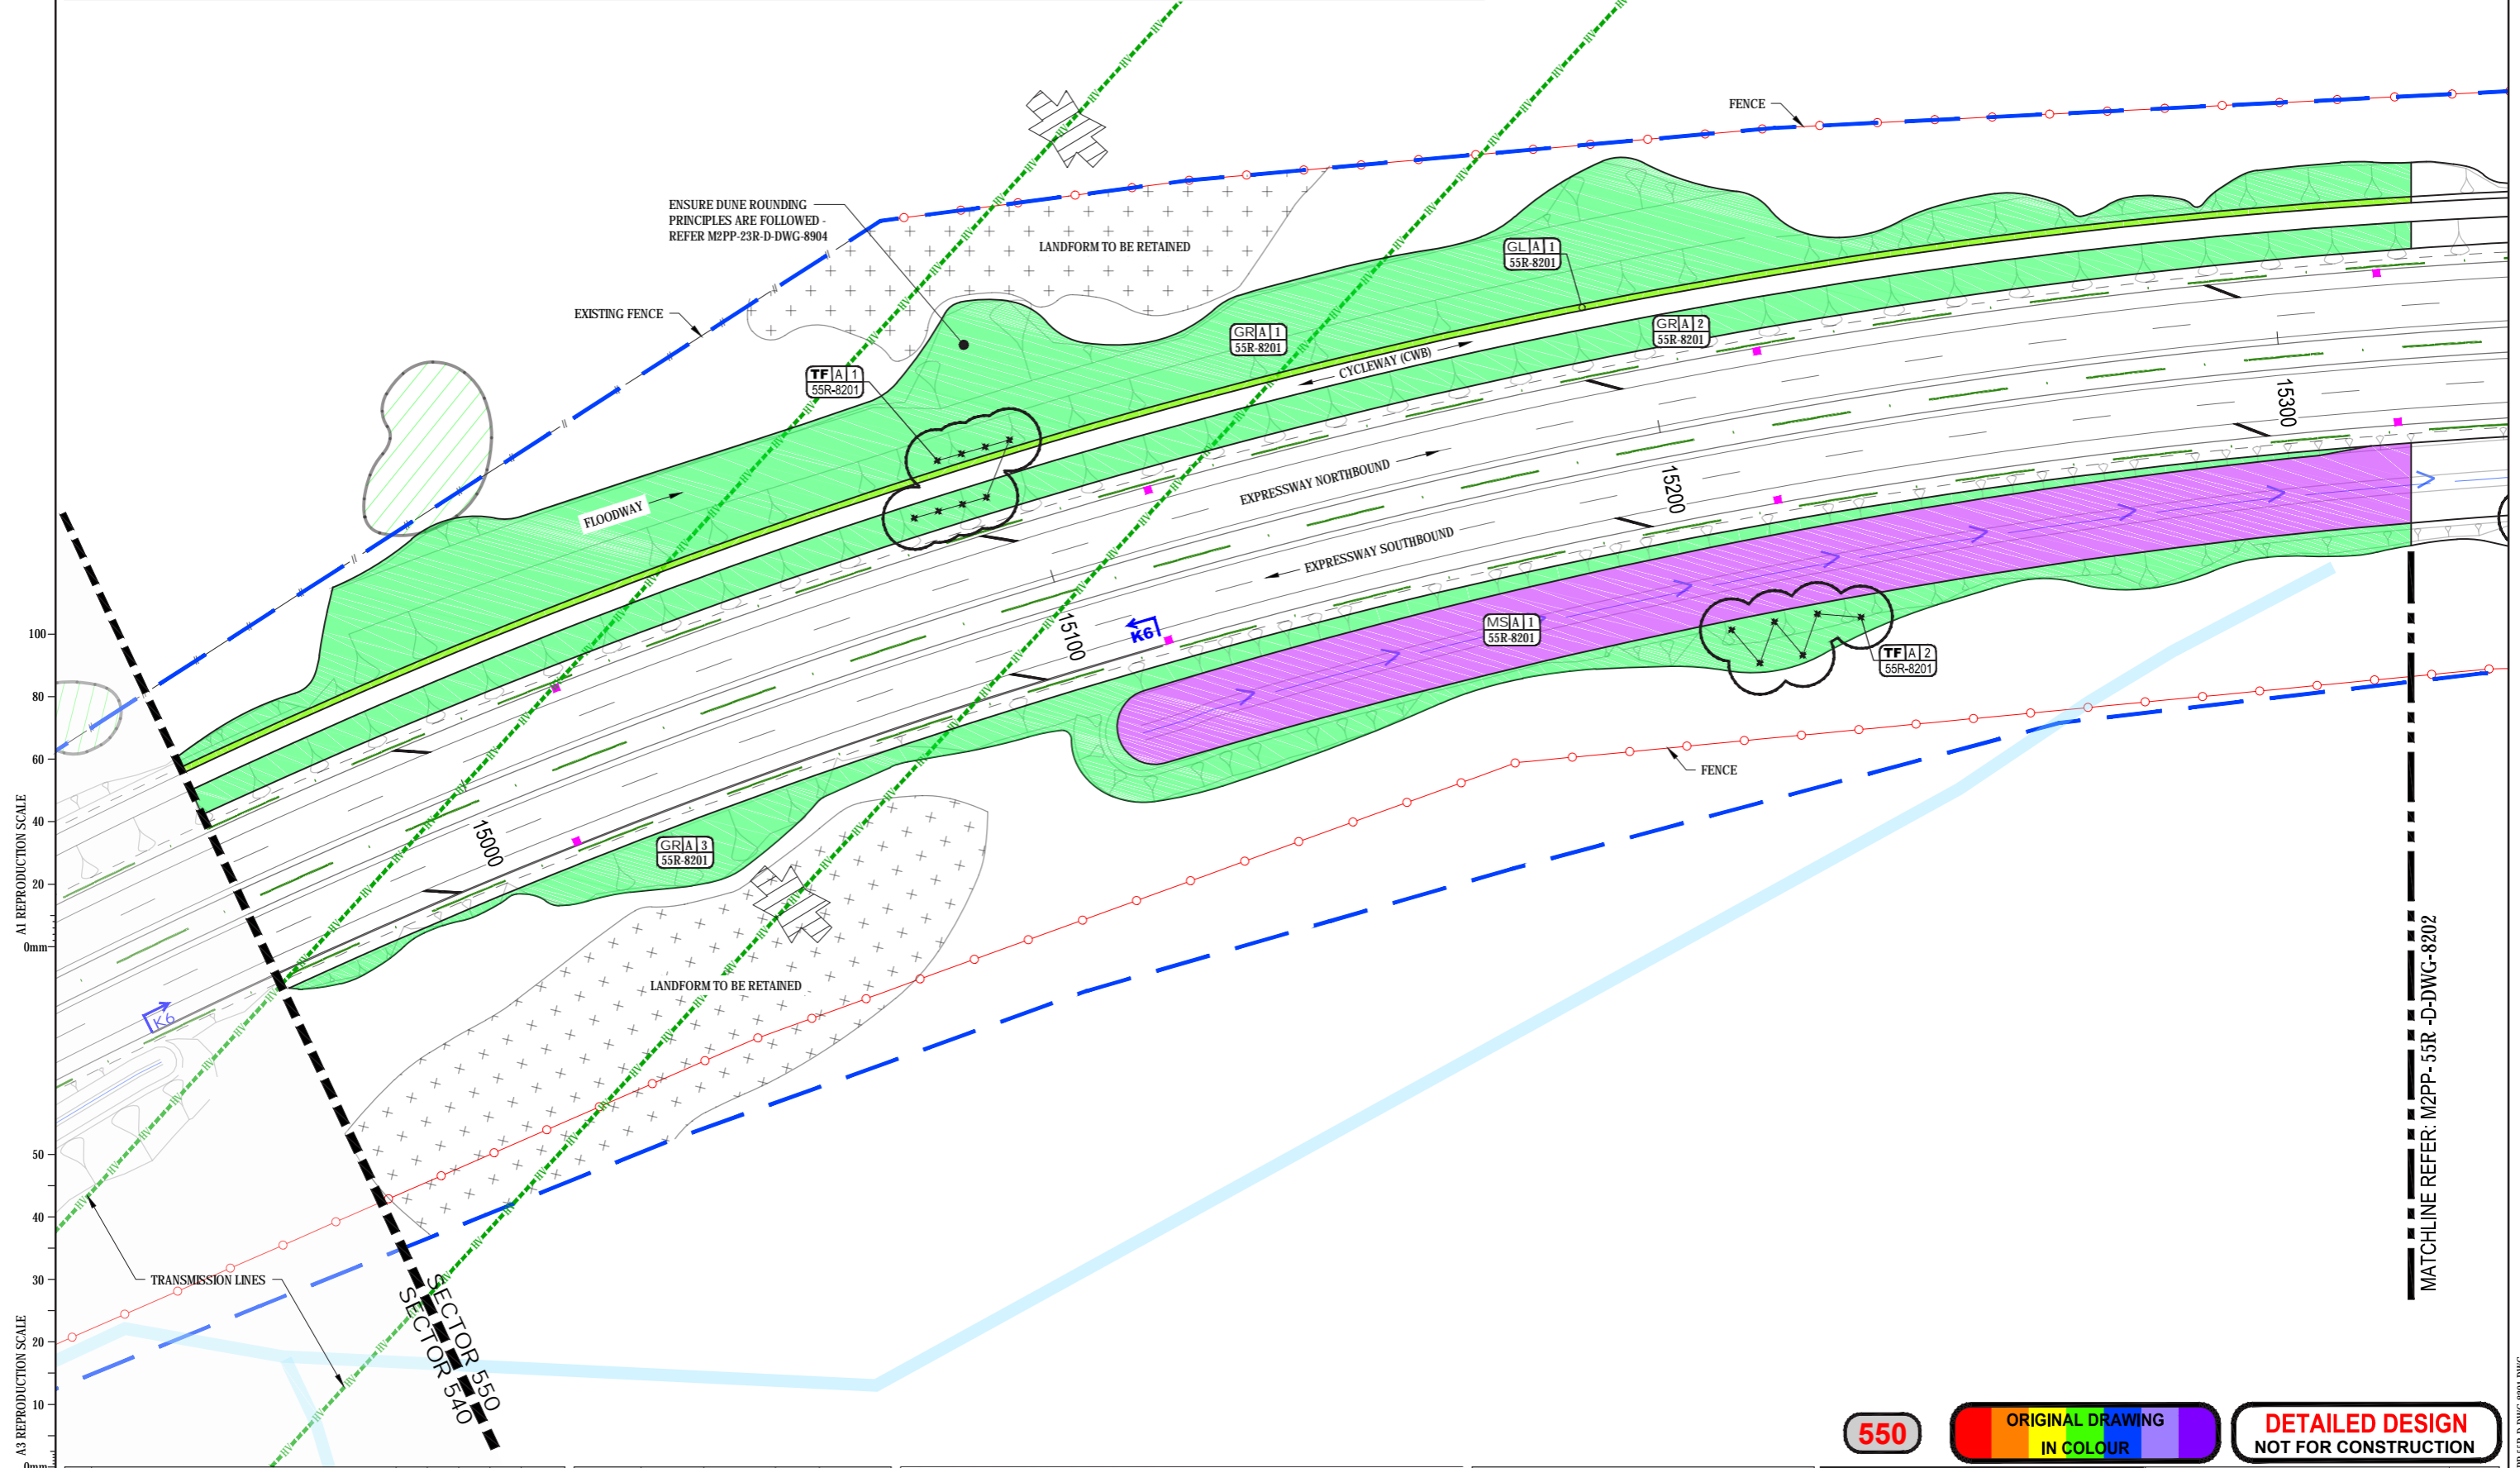 FENCE
ENSURE DUNE ROUNDING
PRINCIPLES ARE FOLLOWED -
REFER M2PP-23R-D-DWG-8904
LANDFORM TO BE RETAINED
GL A 1
55R-8201
EXISTING FENCE
GR A 1
55R-8201
GR A 2
55R-8201
CYCLEWAY (CWB)
TF A 1
55R-8201
15300
EXPRESSWAY NORTHBOUND
15200
FLOODWAY
EXPRESSWAY SOUTHBOUND
K6
15100
MS A 1
55R-8201
TF A 2
55R-8201
FENCE
15000
GR A 3
55R-8201
LANDFORM TO BE RETAINED
K6
TRANSMISSION LINES
SECTOR 550
SECTOR 540
MATCHLINE REFER: M2PP- 55R -D-DWG-8202
100
80
60
40
20
0mm
A1 REPRODUCTION SCALE
50
40
30
20
10
0mm
A3 REPRODUCTION SCALE
550
ORIGINAL DRAWING
IN COLOUR
DETAILED DESIGN
NOT FOR CONSTRUCTION